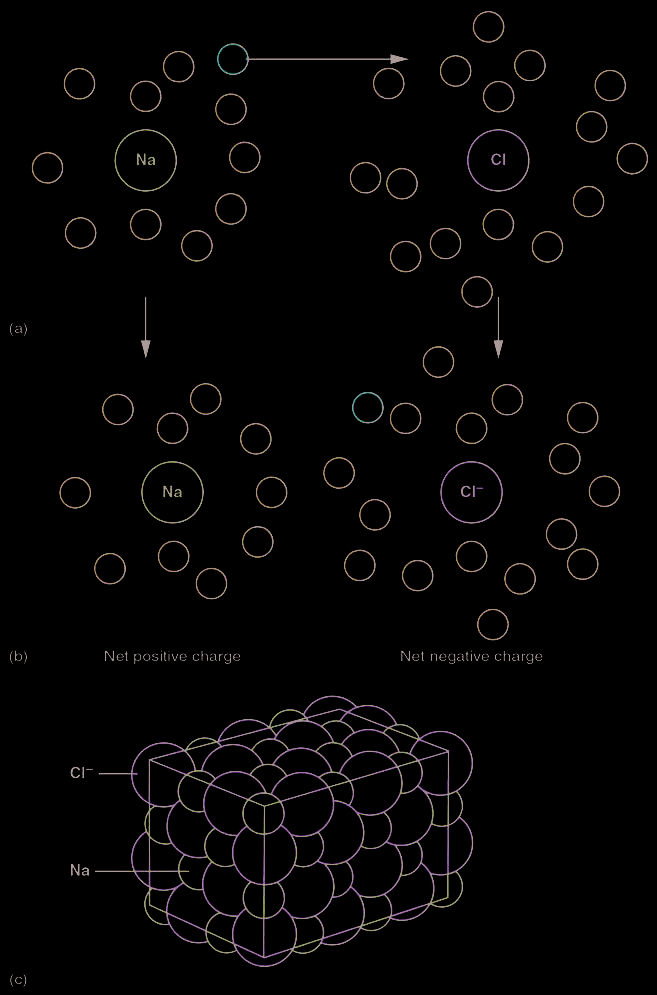 Na
Cl
(a)
Na
Cl⁻
(b)
Net positive charge
Net negative charge
Cl⁻
Na
(c)